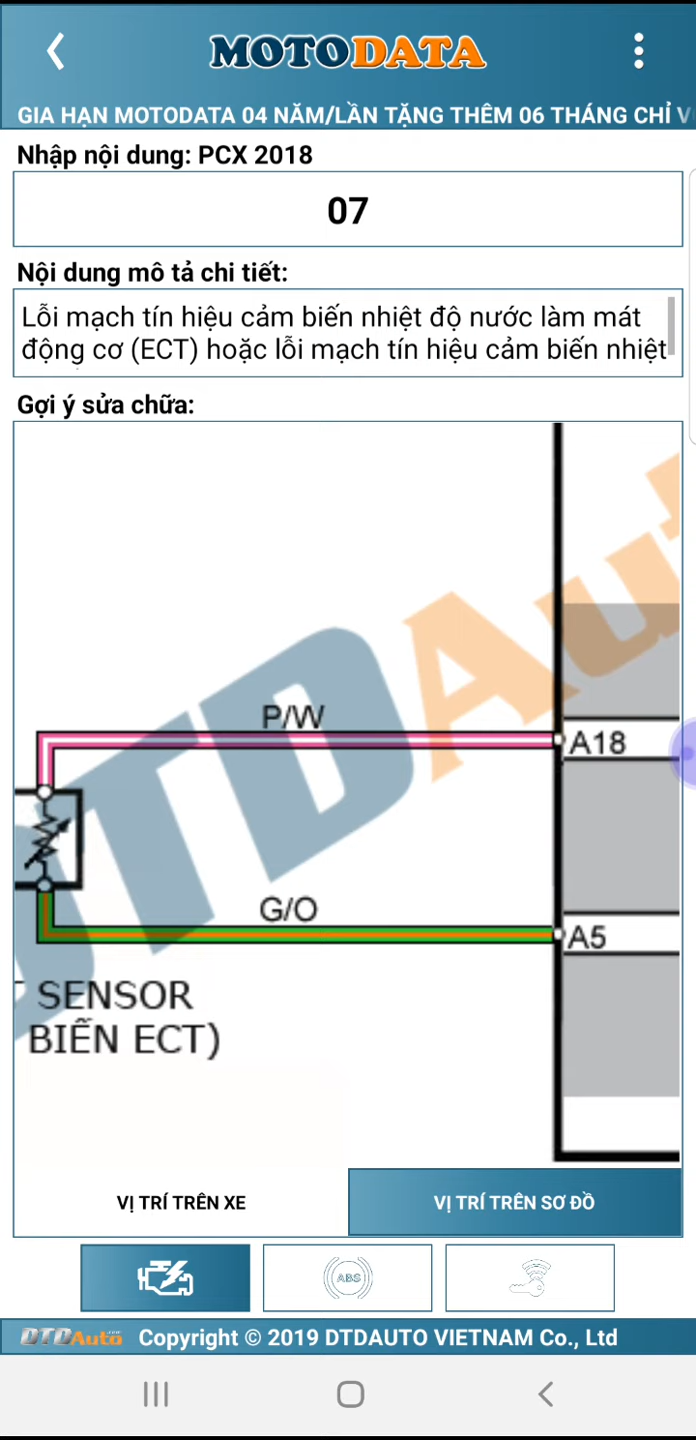 MOTODATA
GIA HẠN MOTODATA 04 NĂM/LẦN TẶNG THÊM 06 THÁNG CHỈ V
Nhập nội dung: PCX 2018
07
Nội dung mô tả chi tiết:
Lỗi mạch tín hiệu cảm biến nhiệt độ nước làm mát
động cơ (ECT) hoặc lỗi mạch tín hiệu cảm biến nhiệt
Gợi ý sửa chữa:
DTDAut
P/W
A18
G/O
A5
T SENSOR
BIẾN ECT)
VỊ TRÍ TRÊN XE
VỊ TRÍ TRÊN SƠ ĐỒ
ABS
DTDAuto Copyright © 2019 DTDAUTO VIETNAM Co., Ltd